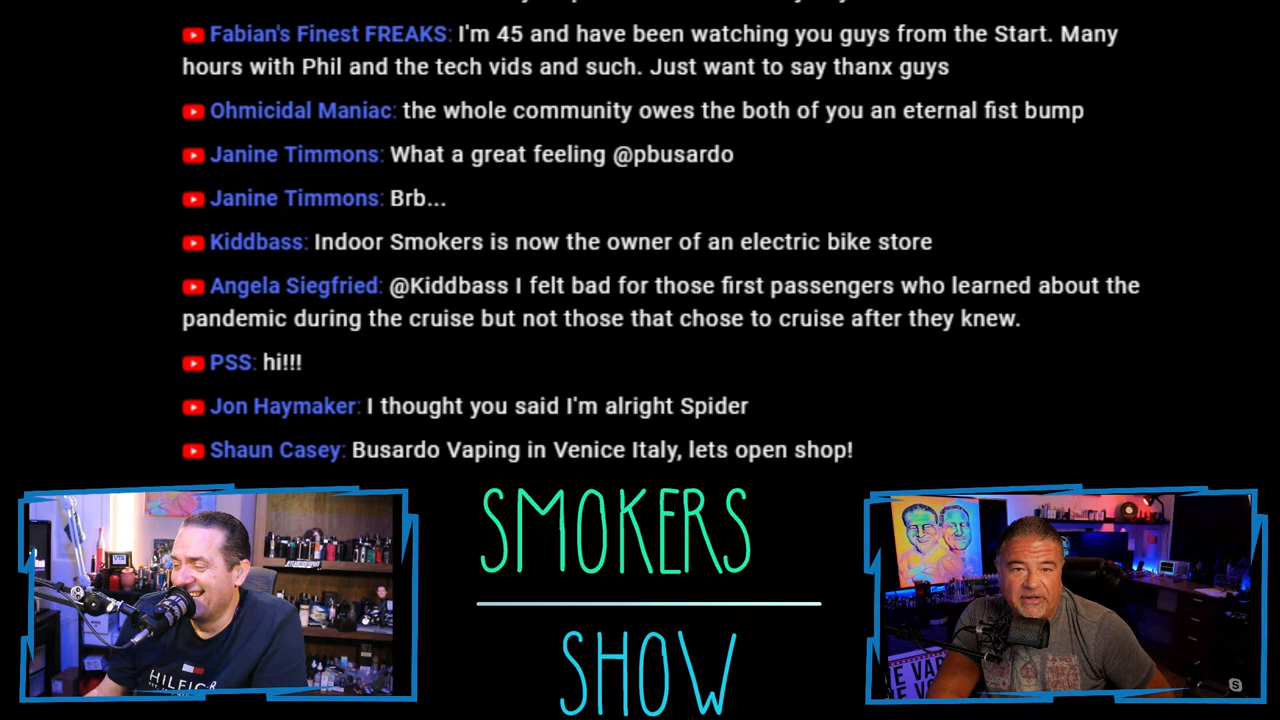 Fabian's Finest FREAKS: I'm 45 and have been watching you guys from the Start. Many
hours with Phil and the tech vids and such. Just want to say thanx guys
Ohmicidal Maniac: the whole community owes the both of you an eternal fist bump
Janine Timmons: What a great feeling @pbusardo
Janine Timmons: Brb...
Kiddbass: Indoor Smokers is now the owner of an electric bike store
Angela Siegfried: @Kiddbass I felt bad for those first passengers who learned about the
pandemic during the cruise but not those that chose to cruise after they knew.
PSS: hi!!!
Jon Haymaker: I thought you said I'm alright Spider
Shaun Casey: Busardo Vaping in Venice Italy, lets open shop!
SMOKERS
SHOW
VTA
HILFIG
WE VAP